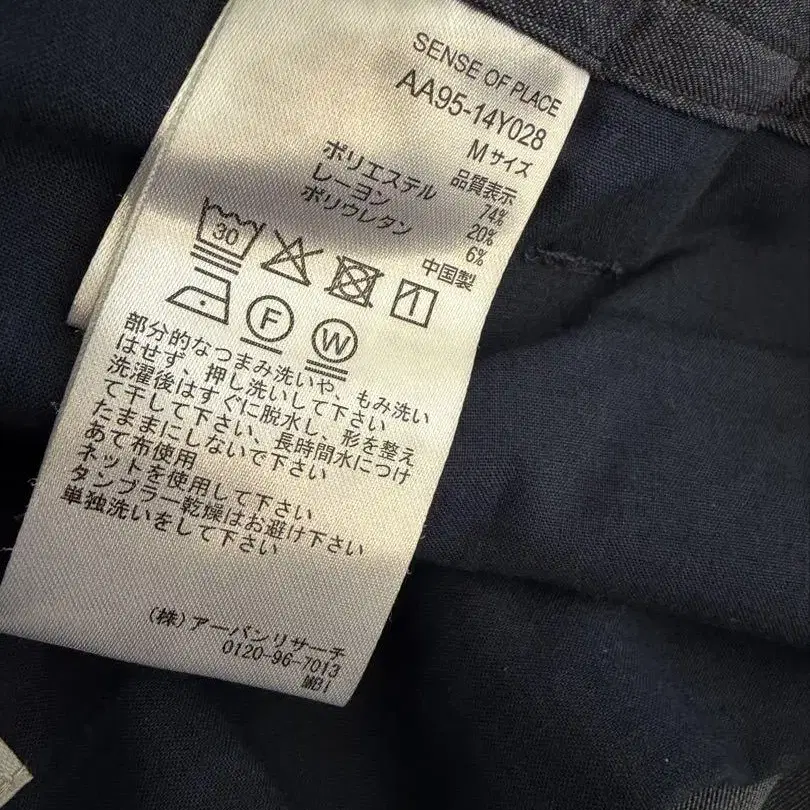 SENSE OF PLACE
AA95-14Y028
Mサイズ
品質表示
ポリエステル 74%
レーヨン 20%
ポリウレタン 6%
中国製
30
F
W
部分的なつまみ洗いや、もみ洗い
はせず、押し洗いして下さい
洗濯後はすぐに脱水し、形を整え
て干して下さい、長時間水につけ
たままにしないで下さい
あて布使用
ネットを使用して下さい
タンブラー乾燥はお避け下さい
単独洗いをして下さい
(株)アーバンリサーチ
0120-96-7013
MB1